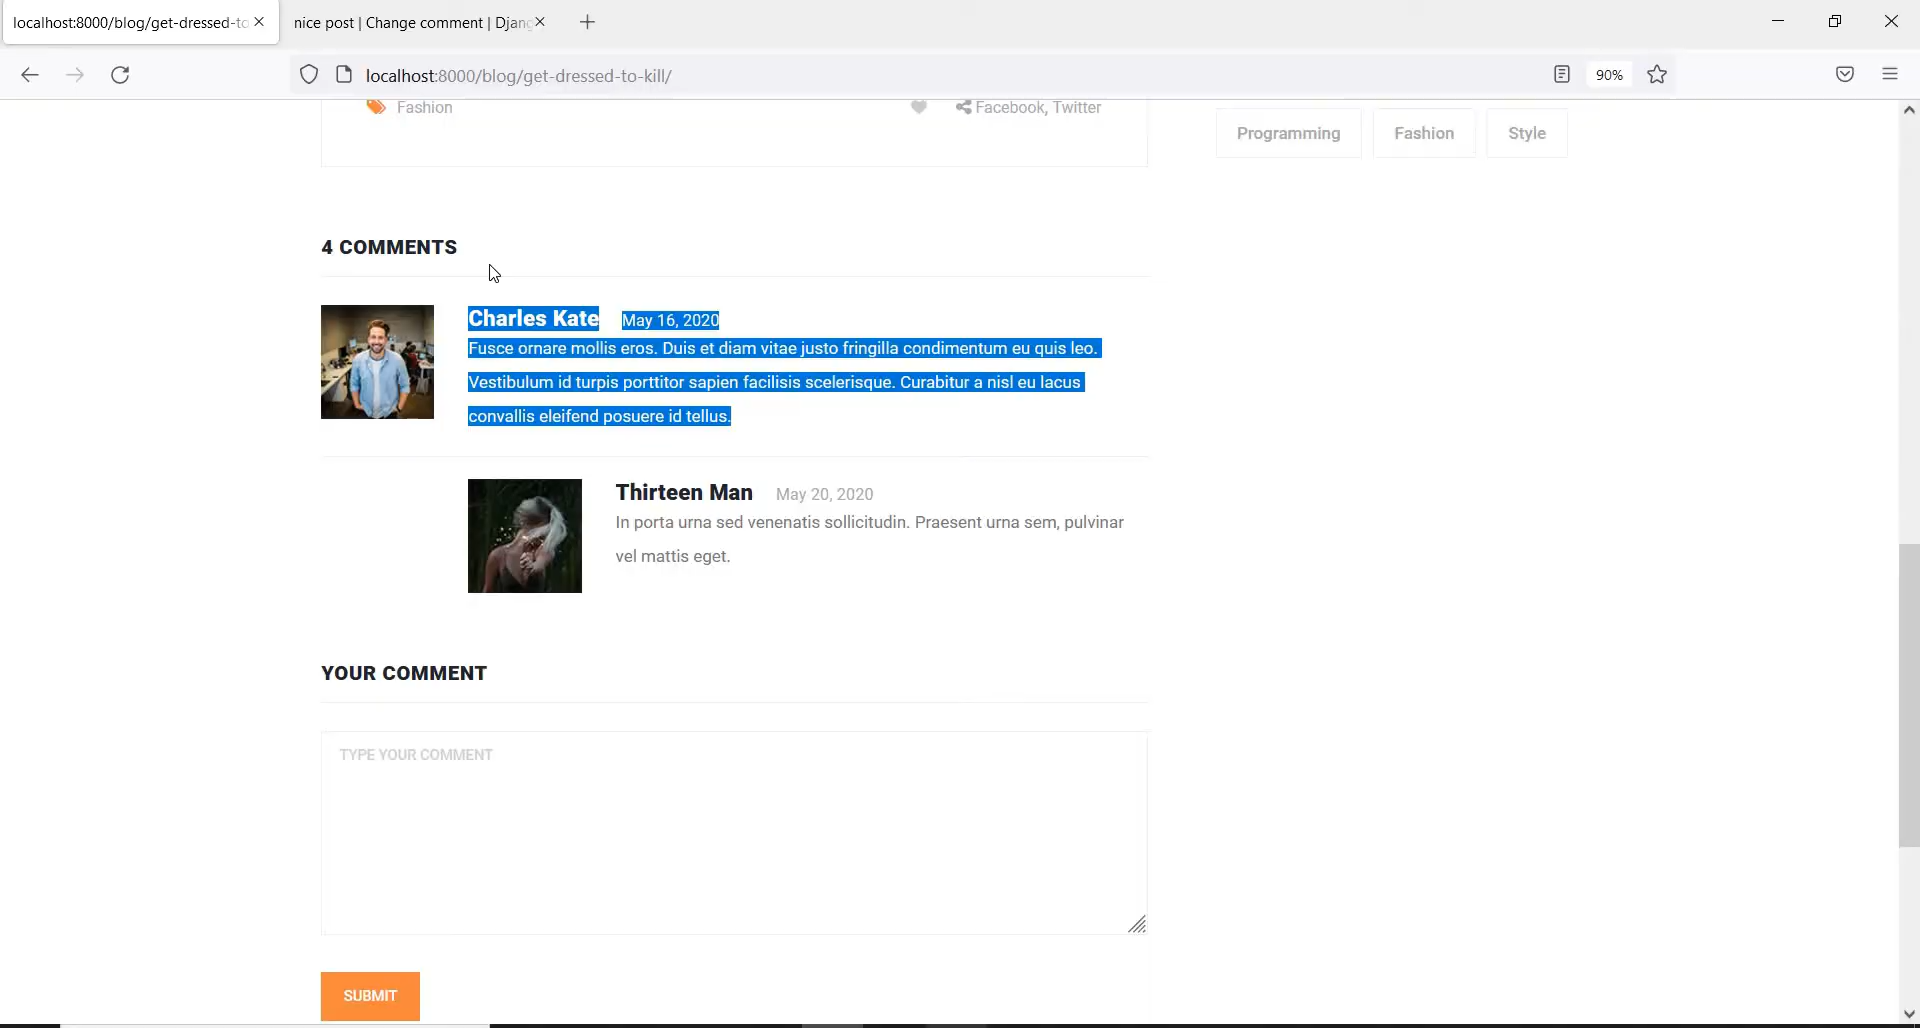 localhost:8000/blog/get-dressed-to
nice post | Change comment | Djang
localhost:8000/blog/get-dressed-to-kill/
90%
Fashion
Facebook, Twitter
Programming
Fashion
Style
4 COMMENTS
Charles Kate May 16, 2020
Fusce ornare mollis eros. Duis et diam vitae justo fringilla condimentum eu quis leo.
Vestibulum id turpis porttitor sapien facilisis scelerisque. Curabitur a nisl eu lacus
convallis eleifend posuere id tellus.
Thirteen Man May 20, 2020
In porta urna sed venenatis sollicitudin. Praesent urna sem, pulvinar
vel mattis eget.
YOUR COMMENT
TYPE YOUR COMMENT
SUBMIT